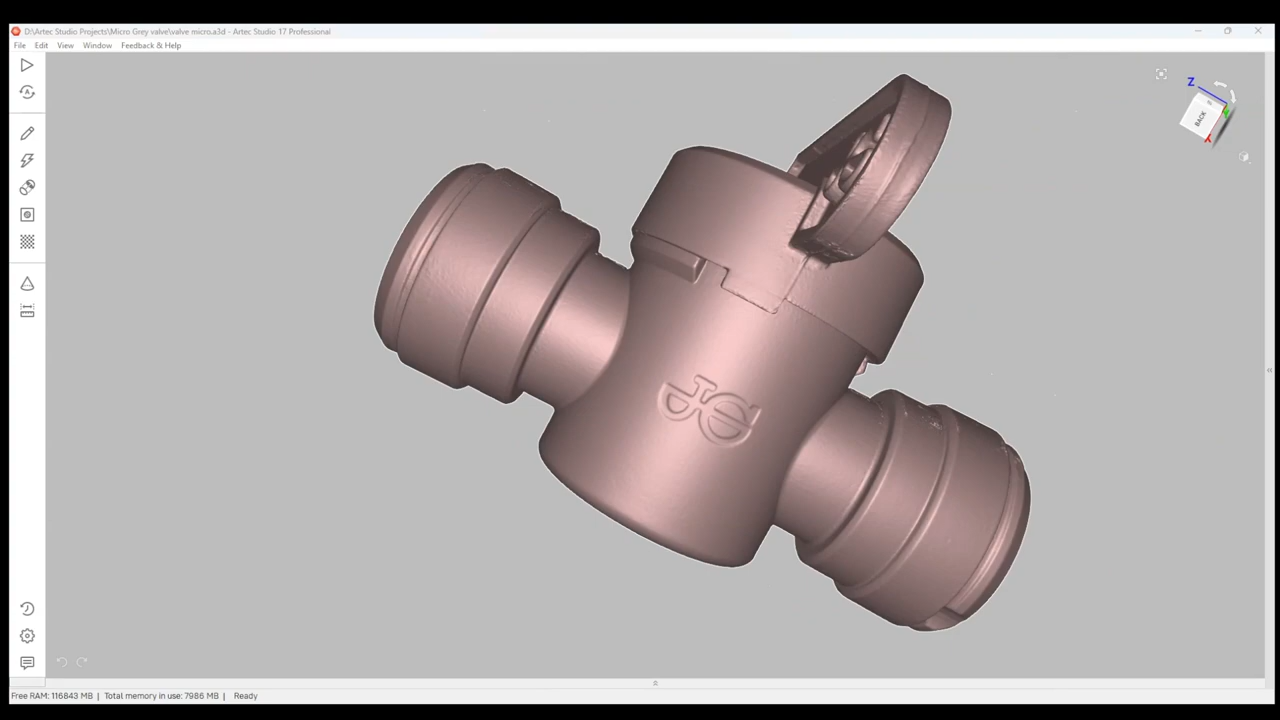 D:\Artec Studio Projects\Micro Grey valve\valve micro.a3d - Artec Studio 17 Professional
File Edit View Window Feedback & Help
Z
BACK
Free RAM: 116843 MB | Total memory in use: 7986 MB | Ready